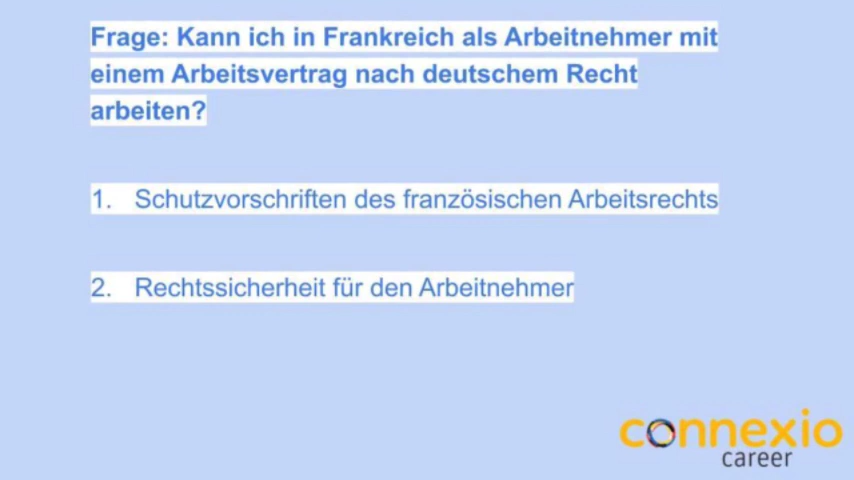 Frage: Kann ich in Frankreich als Arbeitnehmer mit
einem Arbeitsvertrag nach deutschem Recht
arbeiten?
1. Schutzvorschriften des französischen Arbeitsrechts
2. Rechtssicherheit für den Arbeitnehmer
connexio
career